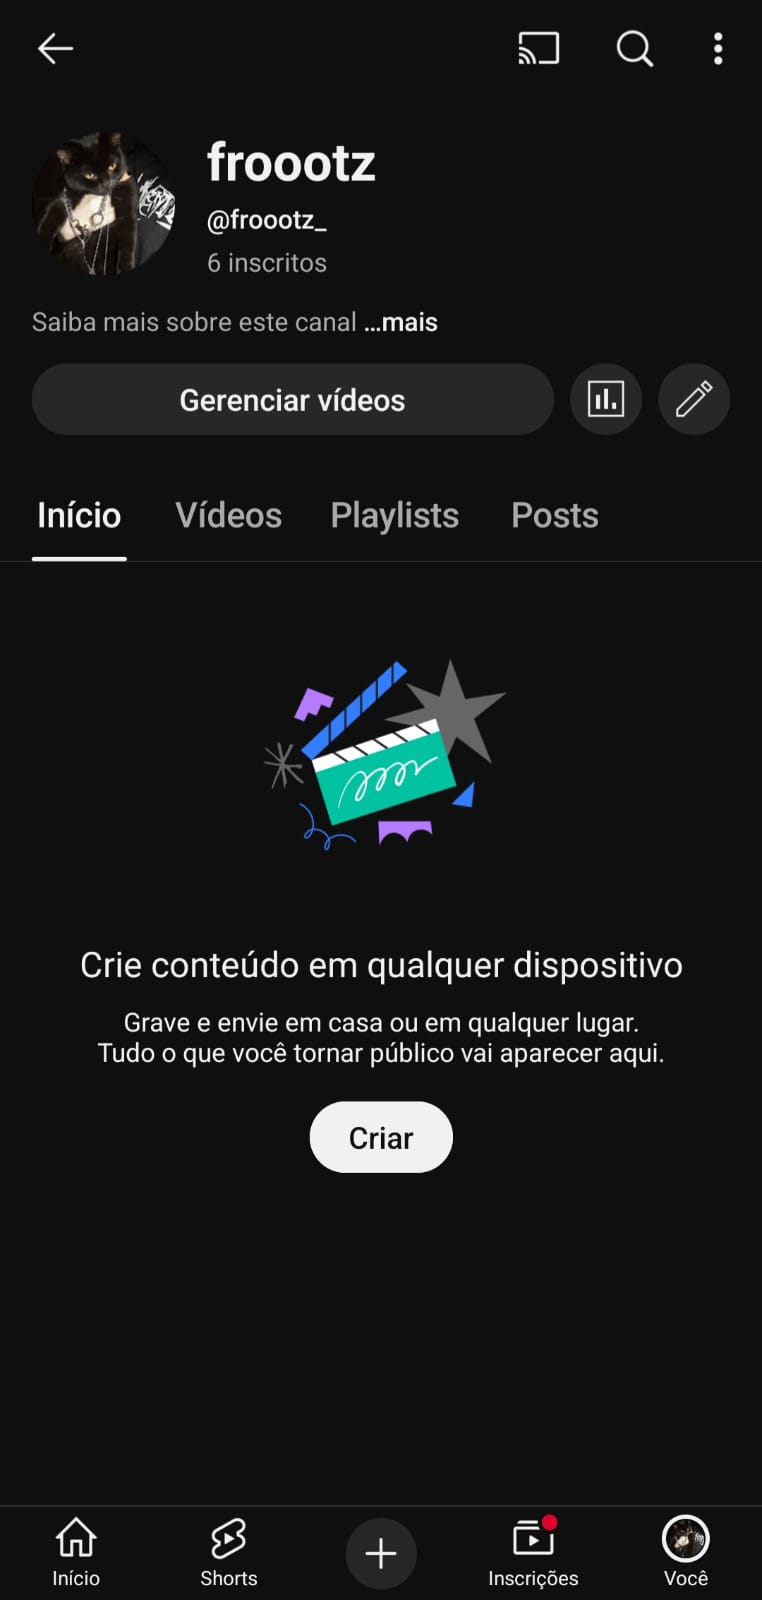 froootz
@froootz_
6 inscritos
Saiba mais sobre este canal ...mais
Gerenciar vídeos
Início Vídeos Playlists Posts
Crie conteúdo em qualquer dispositivo
Grave e envie em casa ou em qualquer lugar.
Tudo o que você tornar público vai aparecer aqui.
Criar
Início Shorts Inscrições Você